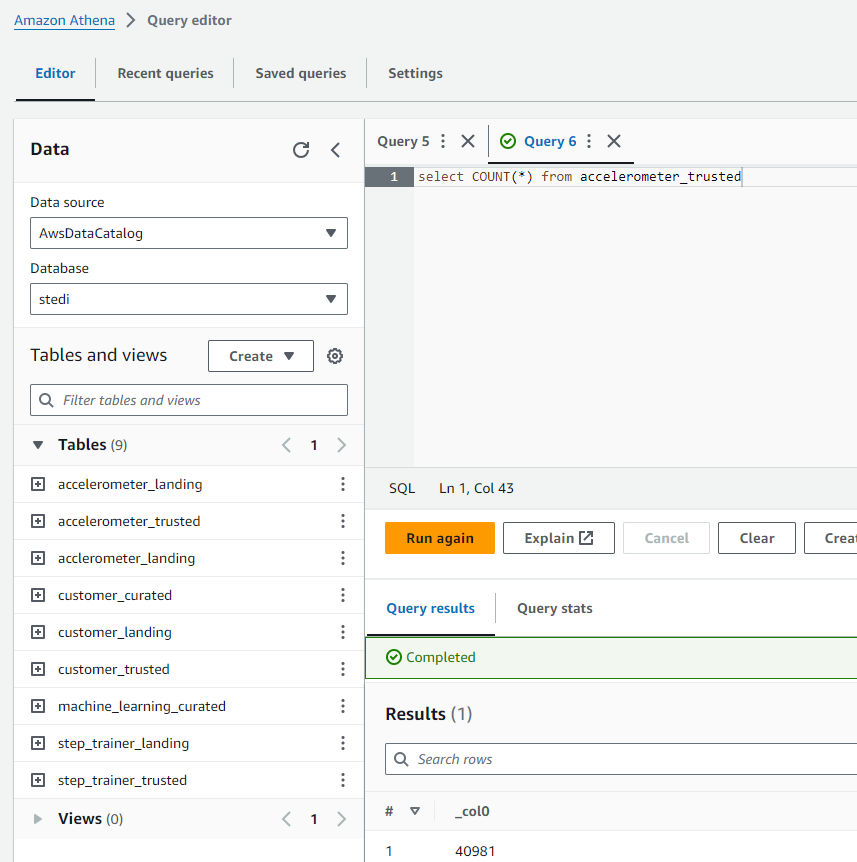 Amazon Athena > Query editor
Editor Recent queries Saved queries Settings
Data
Data source
AwsDataCatalog
Database
stedi
Tables and views Create
Filter tables and views
Tables (9) 1
accelerometer_landing
accelerometer_trusted
acclerometer_landing
customer_curated
customer_landing
customer_trusted
machine_learning_curated
step_trainer_landing
step_trainer_trusted
Views (0) 1
Query 5 Query 6
1 select COUNT(*) from accelerometer_trusted
SQL Ln 1, Col 43
Run again Explain Cancel Clear Creat
Query results Query stats
Completed
Results (1)
Search rows
# _col0
1 40981